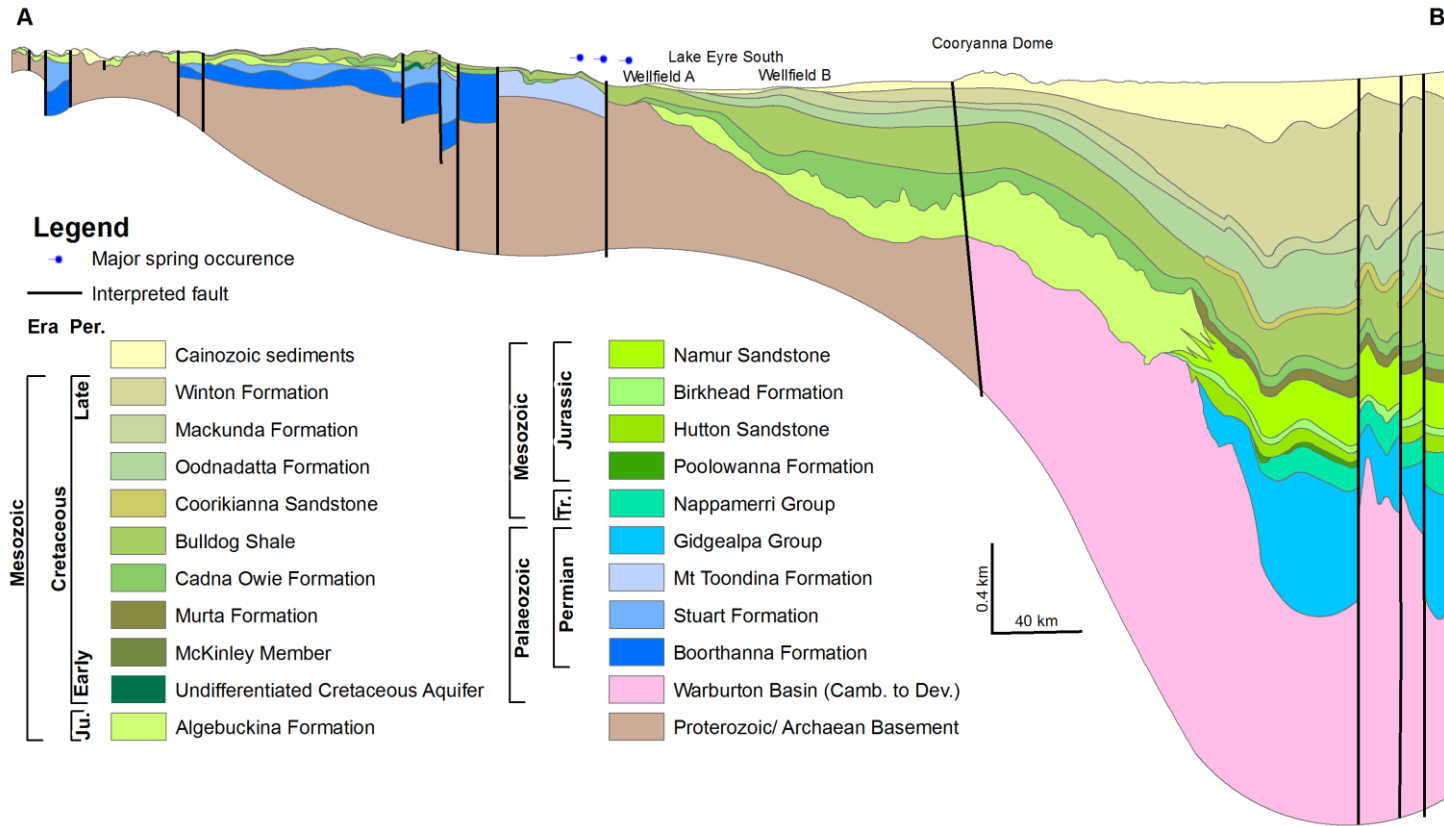 A
B
Cooryanna Dome
Lake Eyre South
Wellfield A
Wellfield B
Legend
Major spring occurence
Interpreted fault
Era Per.
Mesozoic
Cretaceous
Late
Early
Ju.
Cainozoic sediments
Winton Formation
Mackunda Formation
Oodnadatta Formation
Coorikianna Sandstone
Bulldog Shale
Cadna Owie Formation
Murta Formation
McKinley Member
Undifferentiated Cretaceous Aquifer
Algebuckina Formation
Mesozoic
Jurassic
Tr.
Palaeozoic
Permian
Namur Sandstone
Birkhead Formation
Hutton Sandstone
Poolowanna Formation
Nappamerri Group
Gidgealpa Group
Mt Toondina Formation
Stuart Formation
Boorthanna Formation
Warburton Basin (Camb. to Dev.)
Proterozoic/ Archaean Basement
0.4 km
40 km